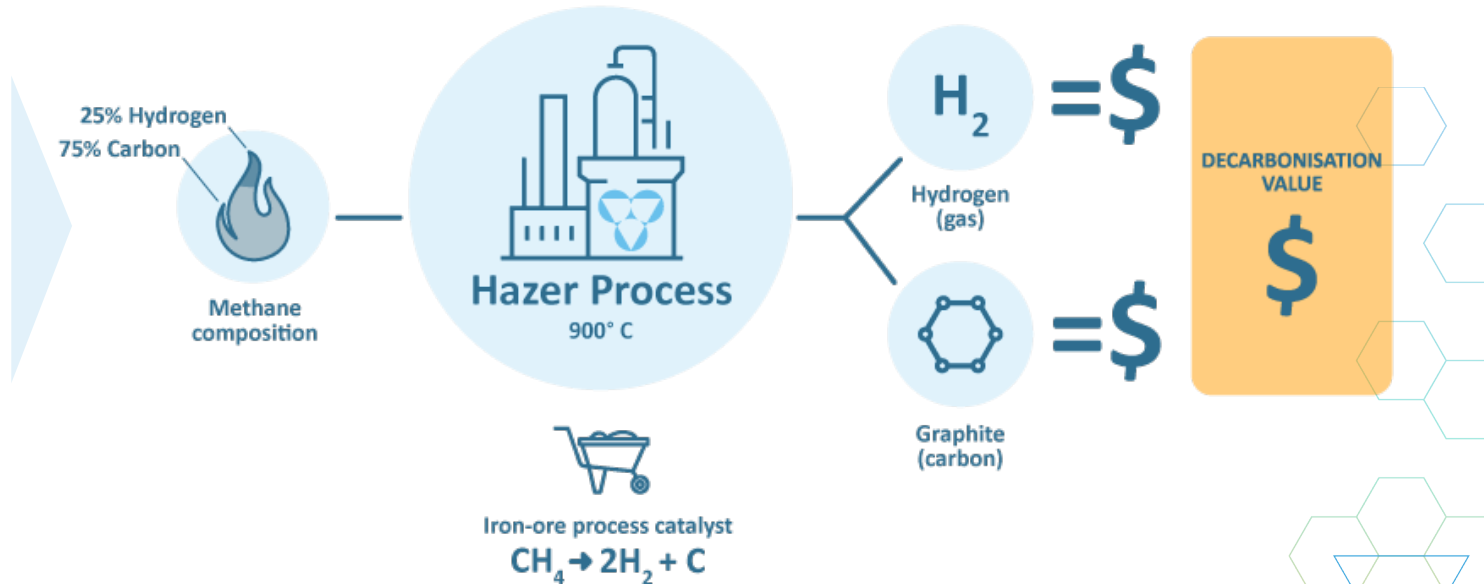 25% Hydrogen
75% Carbon
Methane
composition
Hazer Process
900° C
Iron-ore process catalyst
CH₄ → 2H₂ + C
H₂
Hydrogen
(gas)
=$
Graphite
(carbon)
=$
DECARBONISATION
VALUE
$